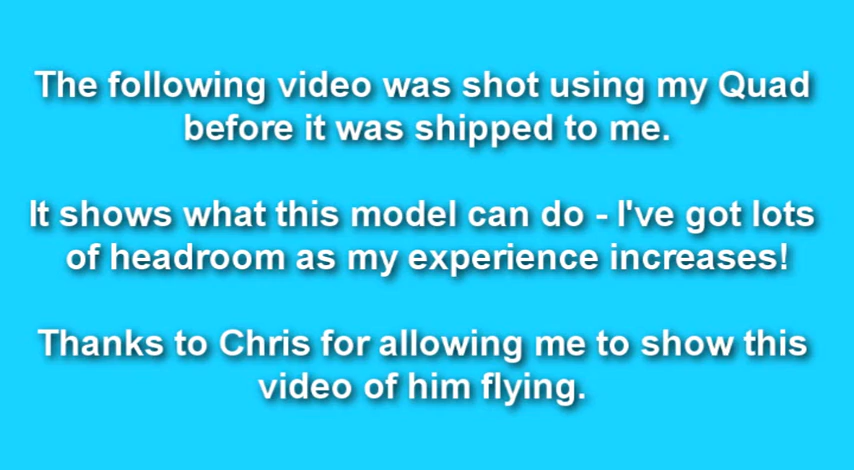 The following video was shot using my Quad
before it was shipped to me.
It shows what this model can do - I've got lots
of headroom as my experience increases!
Thanks to Chris for allowing me to show this
video of him flying.